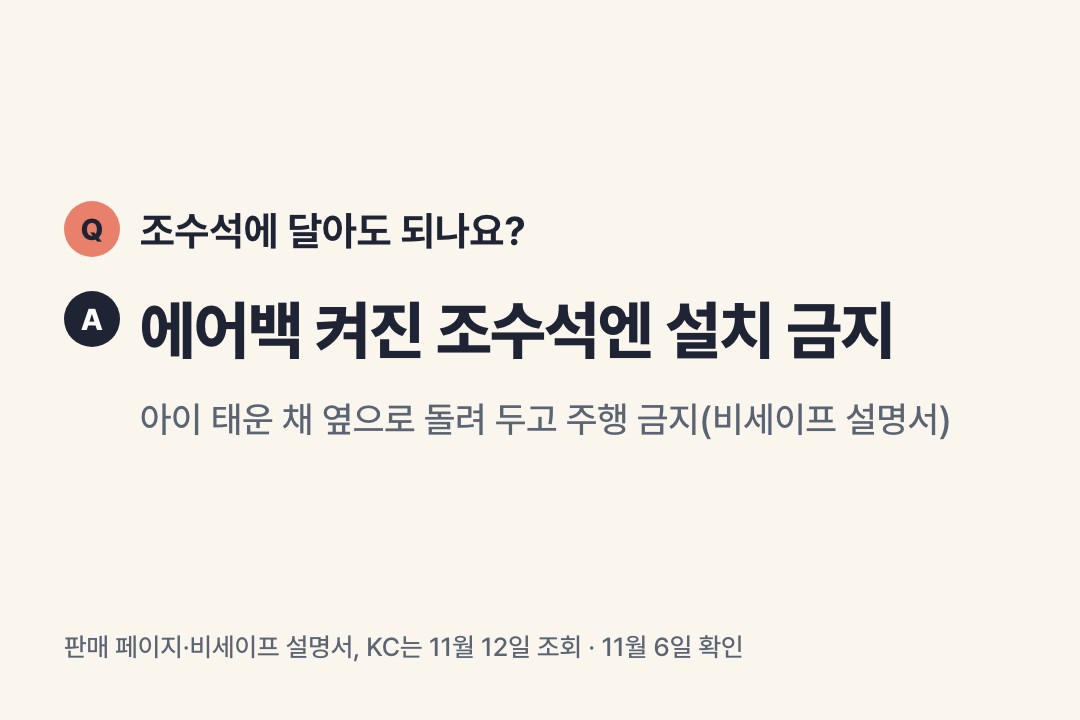 Q 조수석에 달아도 되나요?
A 에어백 켜진 조수석엔 설치 금지
아이 태운 채 옆으로 돌려 두고 주행 금지(비세이프 설명서)
판매 페이지·비세이프 설명서, KC는 11월 12일 조회 · 11월 6일 확인